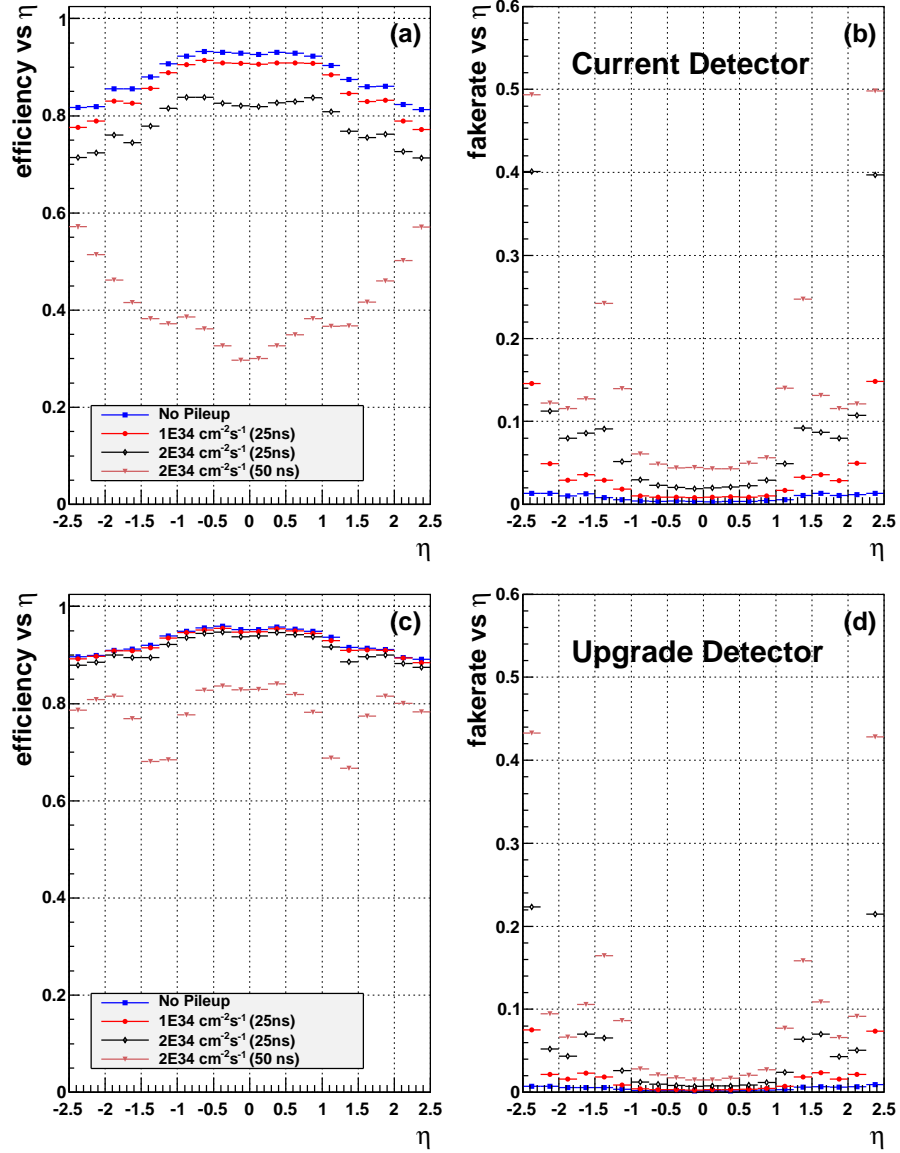 (a)
efficiency vs η
1
0.8
0.6
0.4
0.2
0
No Pileup
1E34 cm⁻²s⁻¹ (25ns)
2E34 cm⁻²s⁻¹ (25ns)
2E34 cm⁻²s⁻¹ (50 ns)
-2.5 -2 -1.5 -1 -0.5 0 0.5 1 1.5 2 2.5
η
(b)
Current Detector
fakerate vs η
0.6
0.5
0.4
0.3
0.2
0.1
0
-2.5 -2 -1.5 -1 -0.5 0 0.5 1 1.5 2 2.5
η
(c)
efficiency vs η
1
0.8
0.6
0.4
0.2
0
No Pileup
1E34 cm⁻²s⁻¹ (25ns)
2E34 cm⁻²s⁻¹ (25ns)
2E34 cm⁻²s⁻¹ (50 ns)
-2.5 -2 -1.5 -1 -0.5 0 0.5 1 1.5 2 2.5
η
(d)
Upgrade Detector
fakerate vs η
0.6
0.5
0.4
0.3
0.2
0.1
0
-2.5 -2 -1.5 -1 -0.5 0 0.5 1 1.5 2 2.5
η